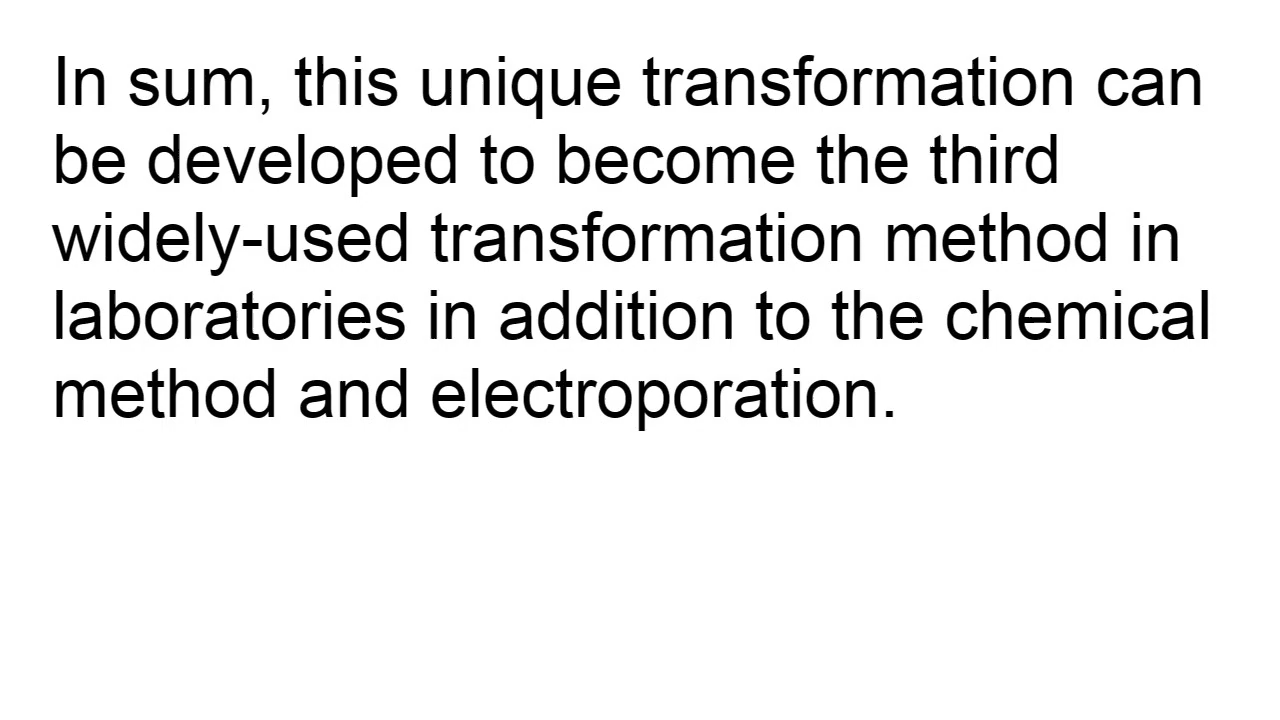 In sum, this unique transformation can
be developed to become the third
widely-used transformation method in
laboratories in addition to the chemical
method and electroporation.